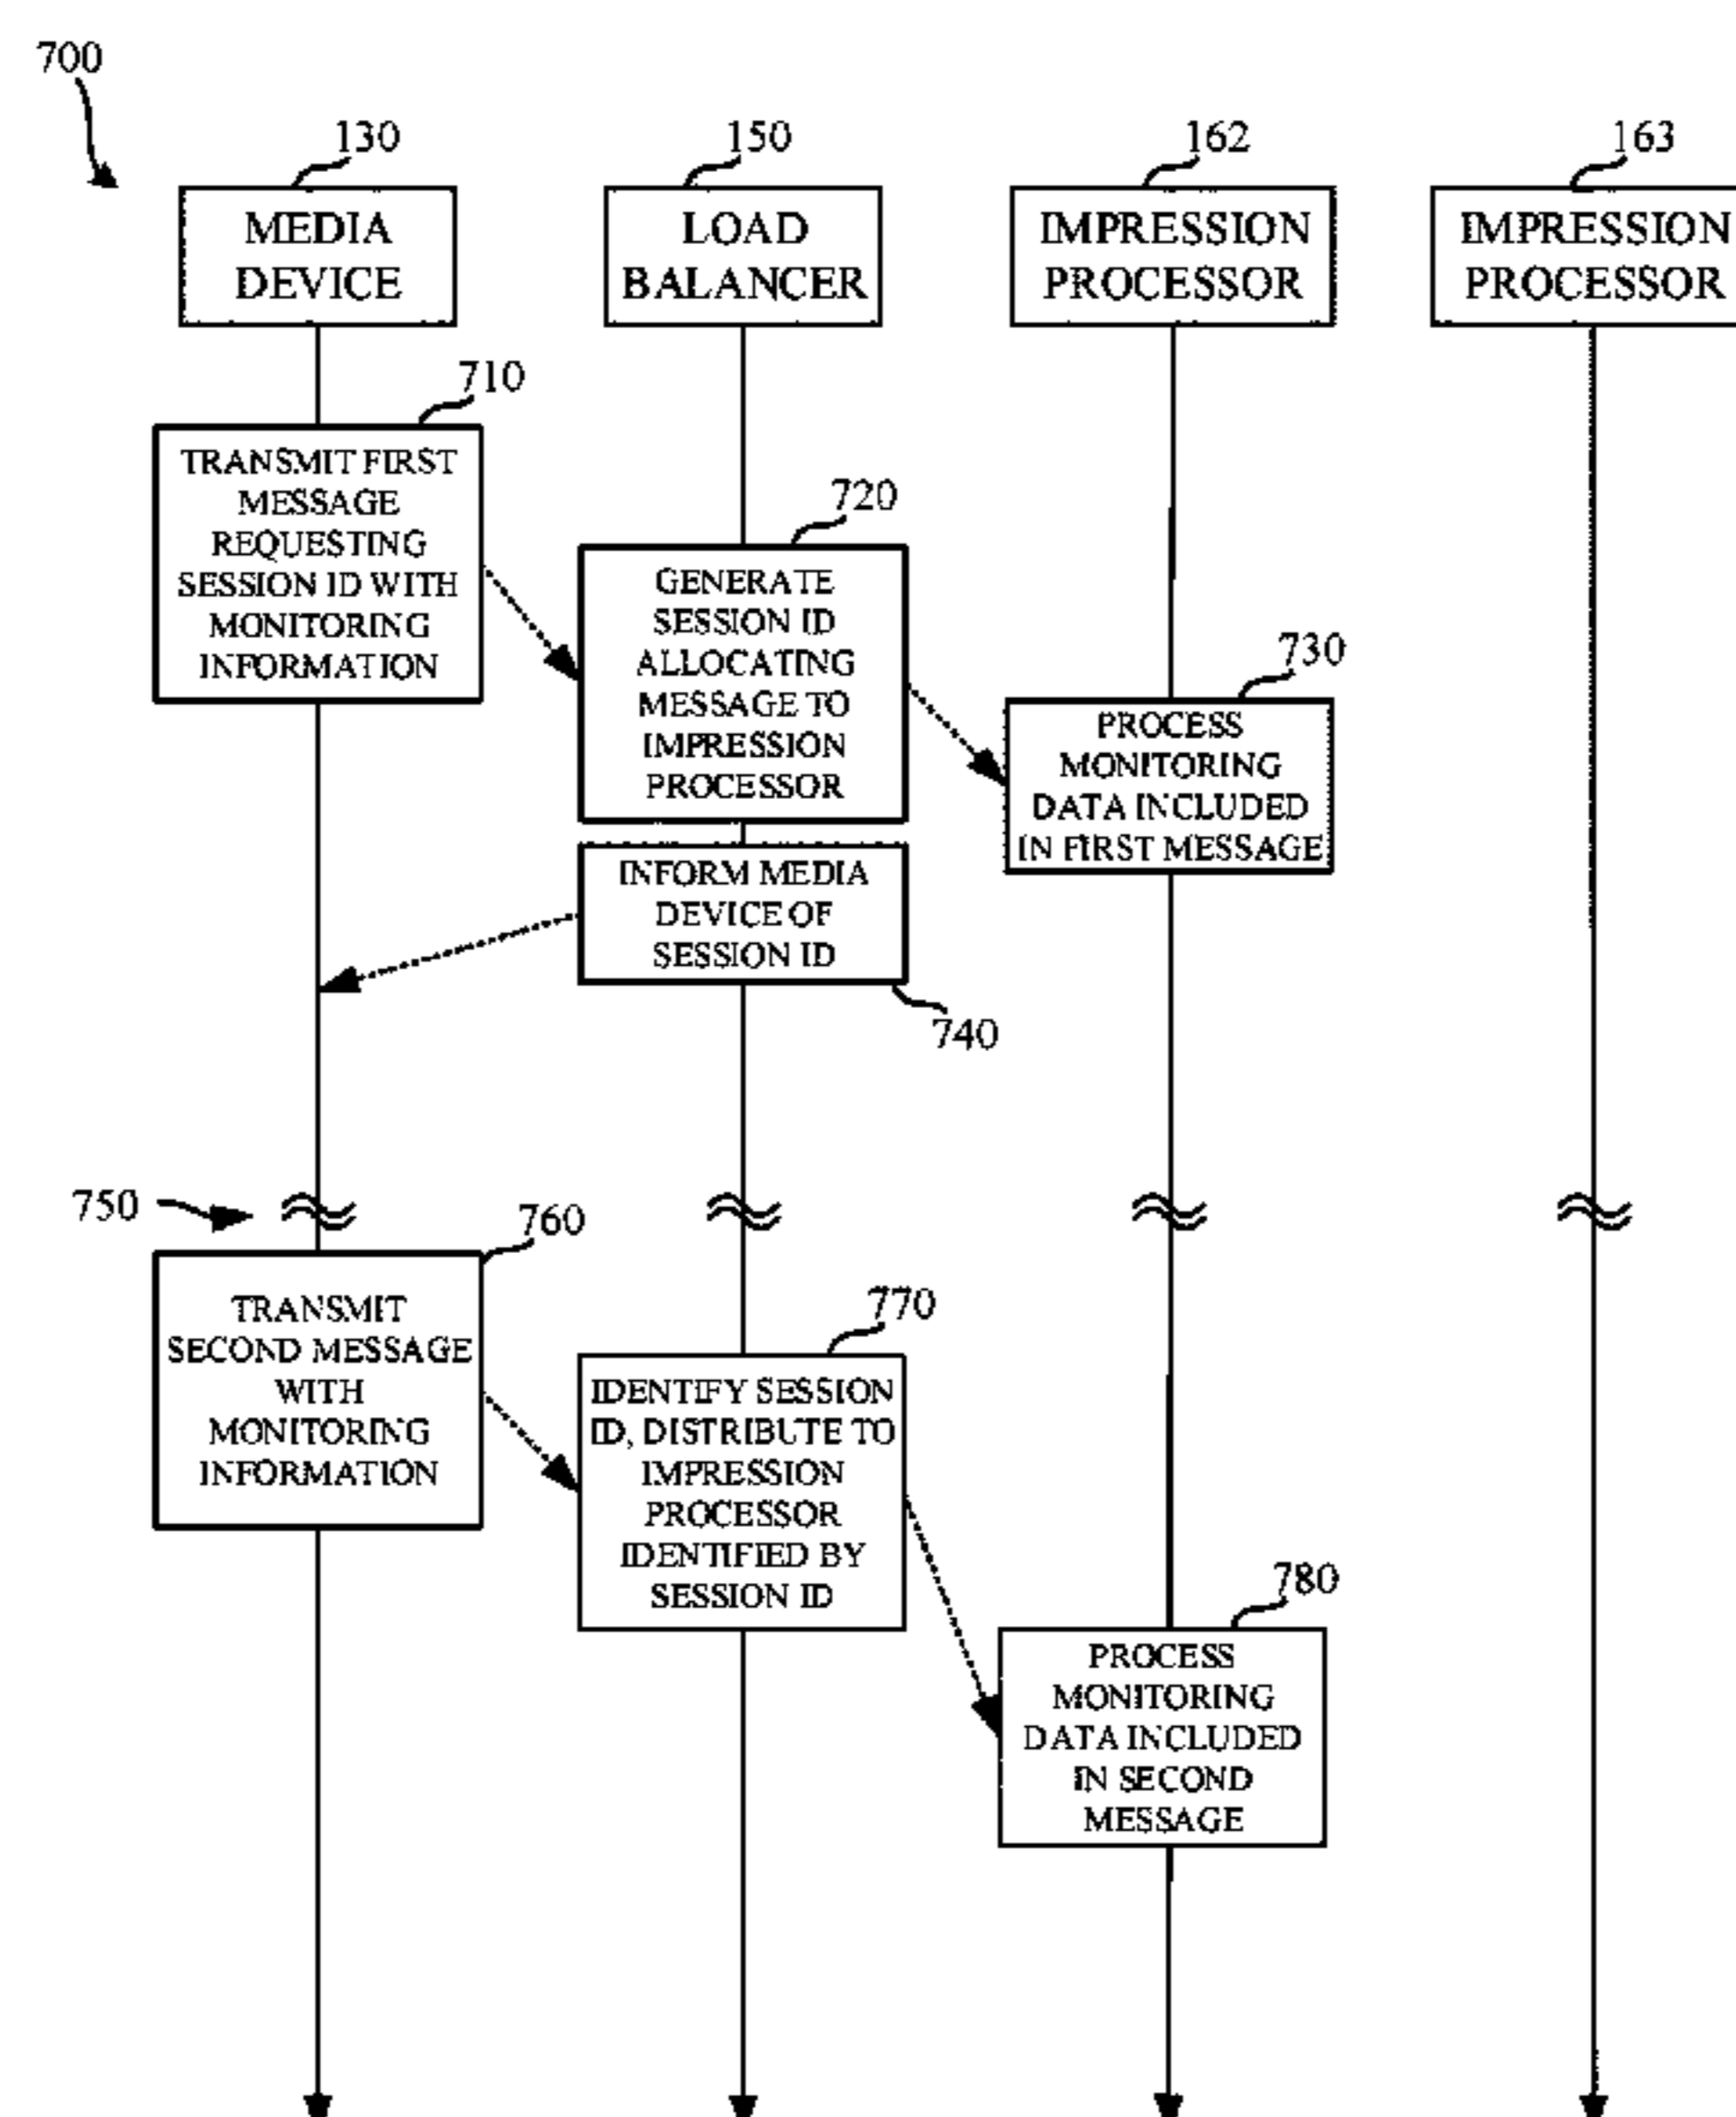 700
130
150
162
163
MEDIA
DEVICE
LOAD
BALANCER
IMPRESSION
PROCESSOR
IMPRESSION
PROCESSOR
710
TRANSMIT FIRST
MESSAGE
REQUESTING
SESSION ID WITH
MONITORING
INFORMATION
720
GENERATE
SESSION ID
ALLOCATING
MESSAGE TO
IMPRESSION
PROCESSOR
730
PROCESS
MONITORING
DATA INCLUDED
IN FIRST MESSAGE
INFORM MEDIA
DEVICE OF
SESSION ID
740
750
760
TRANSMIT
SECOND MESSAGE
WITH
MONITORING
INFORMATION
770
IDENTIFY SESSION
ID, DISTRIBUTE TO
IMPRESSION
PROCESSOR
IDENTIFIED BY
SESSION ID
780
PROCESS
MONITORING
DATA INCLUDED
IN SECOND
MESSAGE